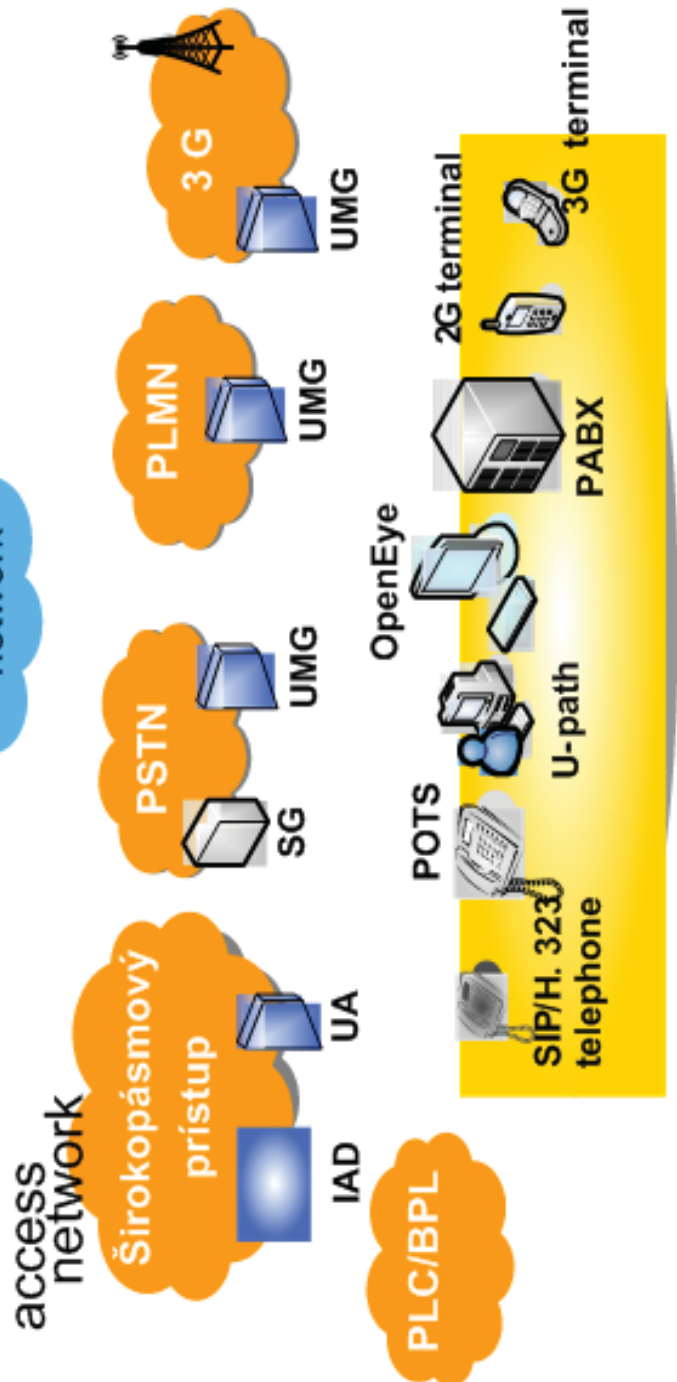 access
network
Širokopásmový
prístup
IAD
UA
PLC/BPL
PSTN
SG
UMG
PLMN
UMG
3 G
UMG
SIP/H. 323
telephone
POTS
U-path
OpenEye
PABX
2G terminal
3G terminal